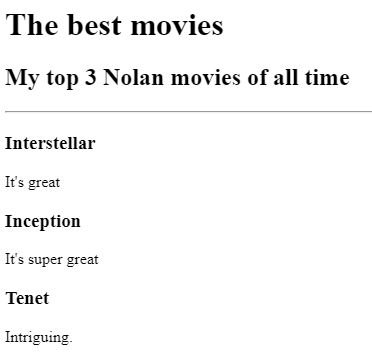 The best movies
My top 3 Nolan movies of all time
Interstellar
It's great
Inception
It's super great
Tenet
Intriguing.